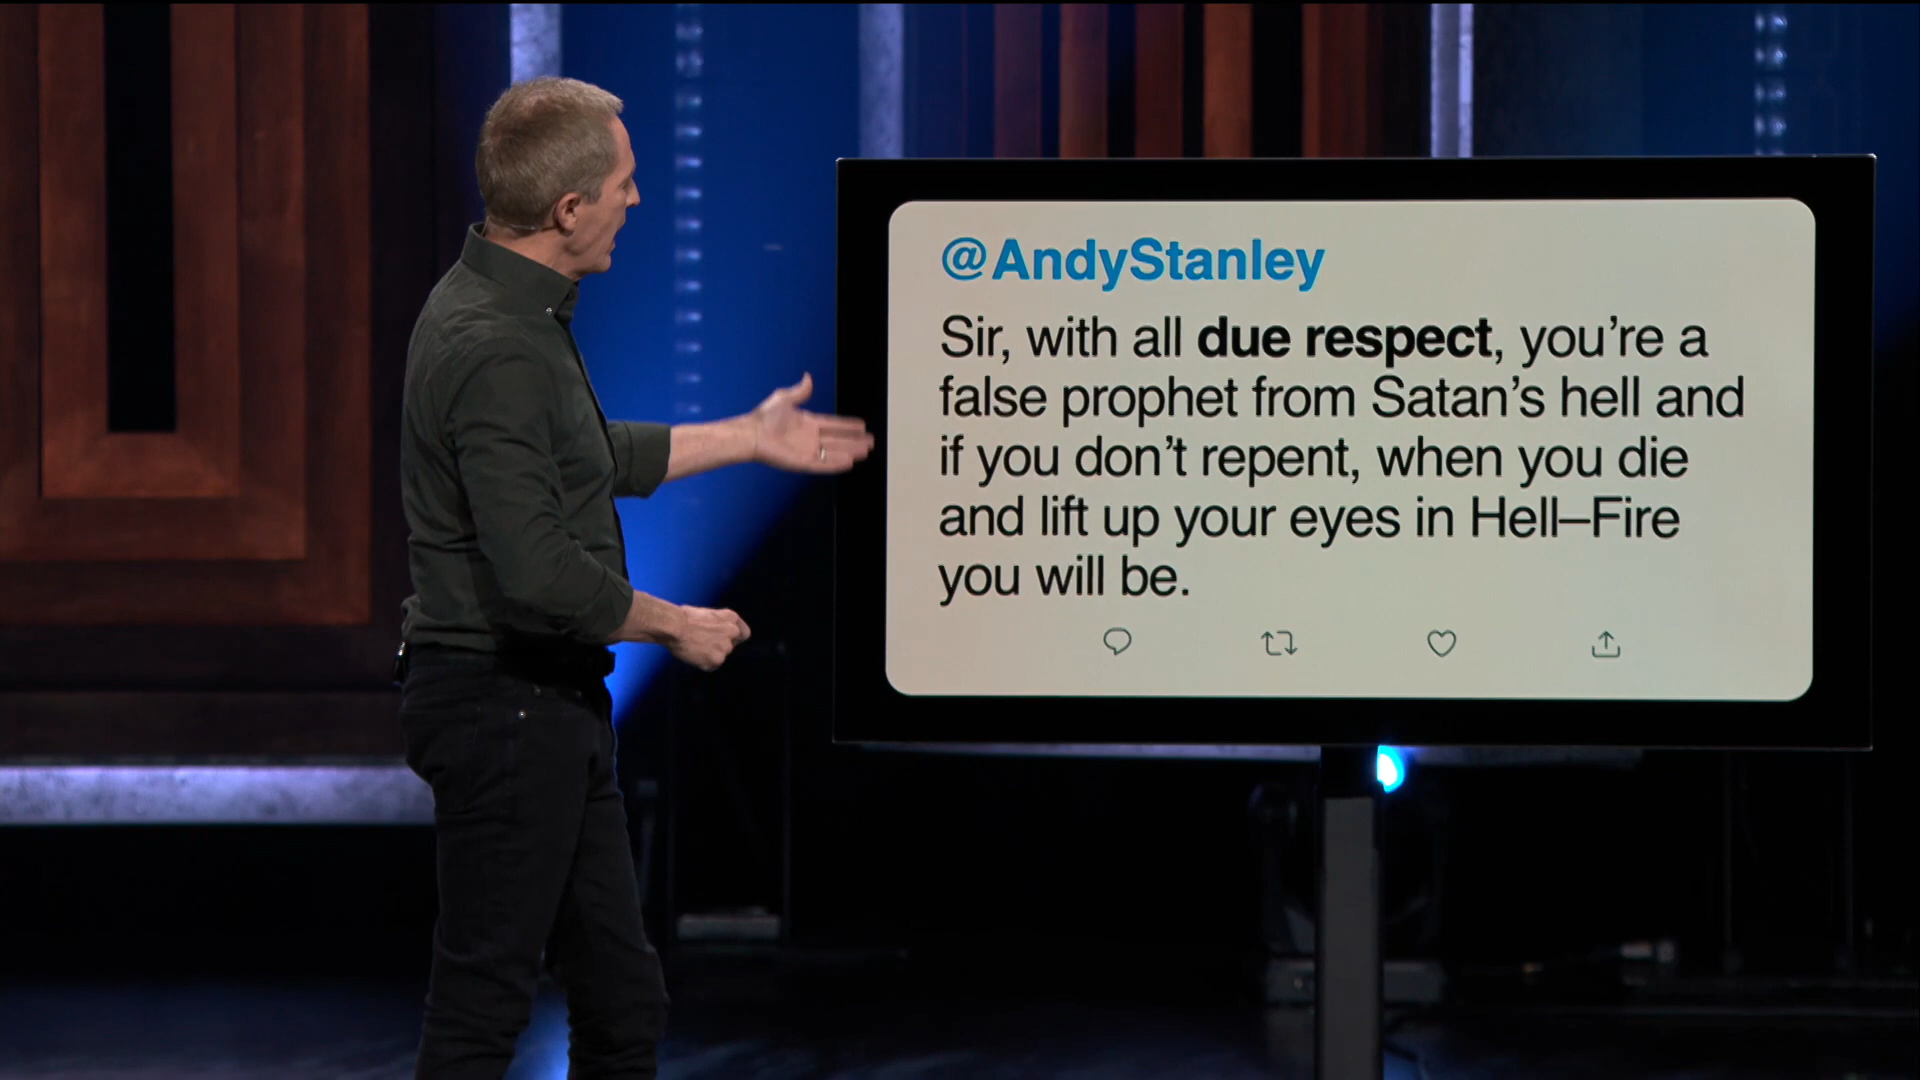 @AndyStanley
Sir, with all due respect, you’re a
false prophet from Satan’s hell and
if you don’t repent, when you die
and lift up your eyes in Hell–Fire
you will be.